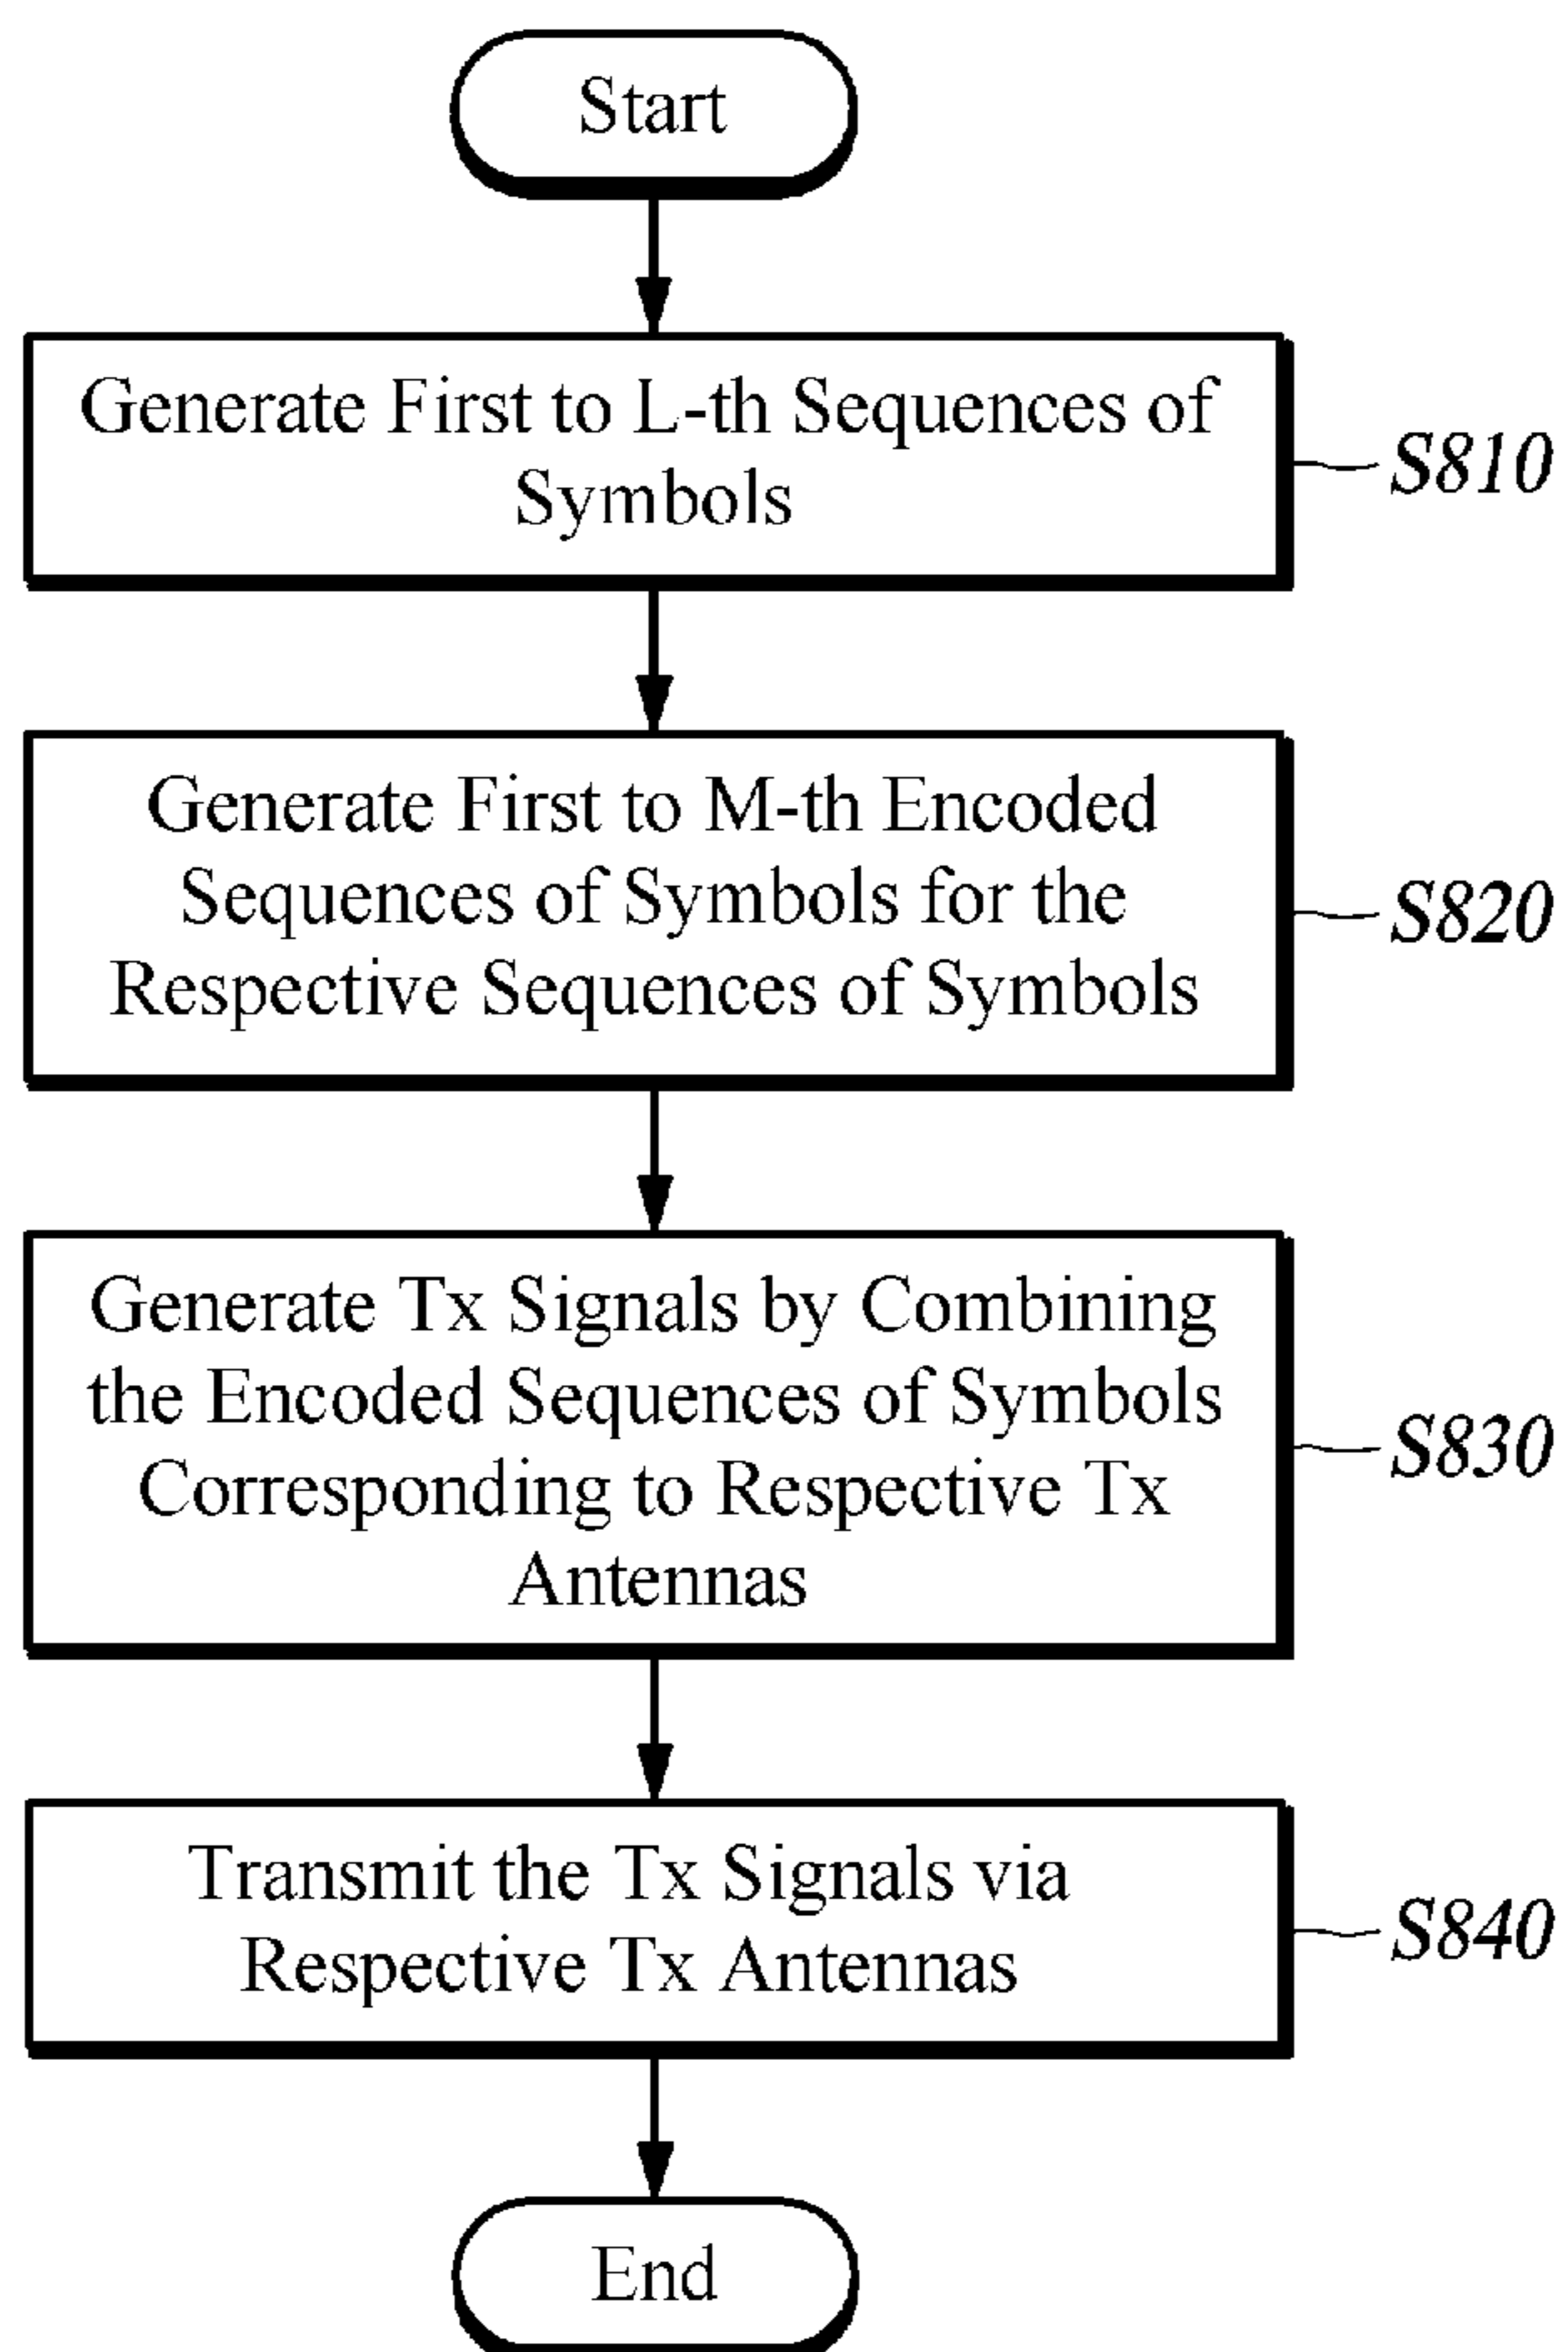 Start
Generate First to L-th Sequences of
Symbols
S810
Generate First to M-th Encoded
Sequences of Symbols for the
Respective Sequences of Symbols
S820
Generate Tx Signals by Combining
the Encoded Sequences of Symbols
Corresponding to Respective Tx
Antennas
S830
Transmit the Tx Signals via
Respective Tx Antennas
S840
End